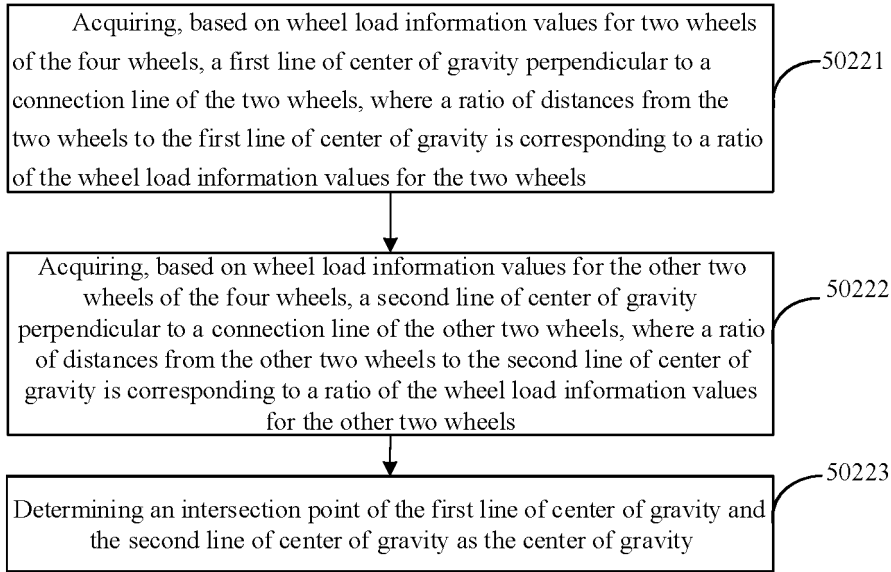 Acquiring, based on wheel load information values for two wheels
of the four wheels, a first line of center of gravity perpendicular to a
connection line of the two wheels, where a ratio of distances from the
two wheels to the first line of center of gravity is corresponding to a ratio
of the wheel load information values for the two wheels
50221
Acquiring, based on wheel load information values for the other two
wheels of the four wheels, a second line of center of gravity
perpendicular to a connection line of the other two wheels, where a ratio
of distances from the other two wheels to the second line of center of
gravity is corresponding to a ratio of the wheel load information values
for the other two wheels
50222
Determining an intersection point of the first line of center of gravity and
the second line of center of gravity as the center of gravity
50223